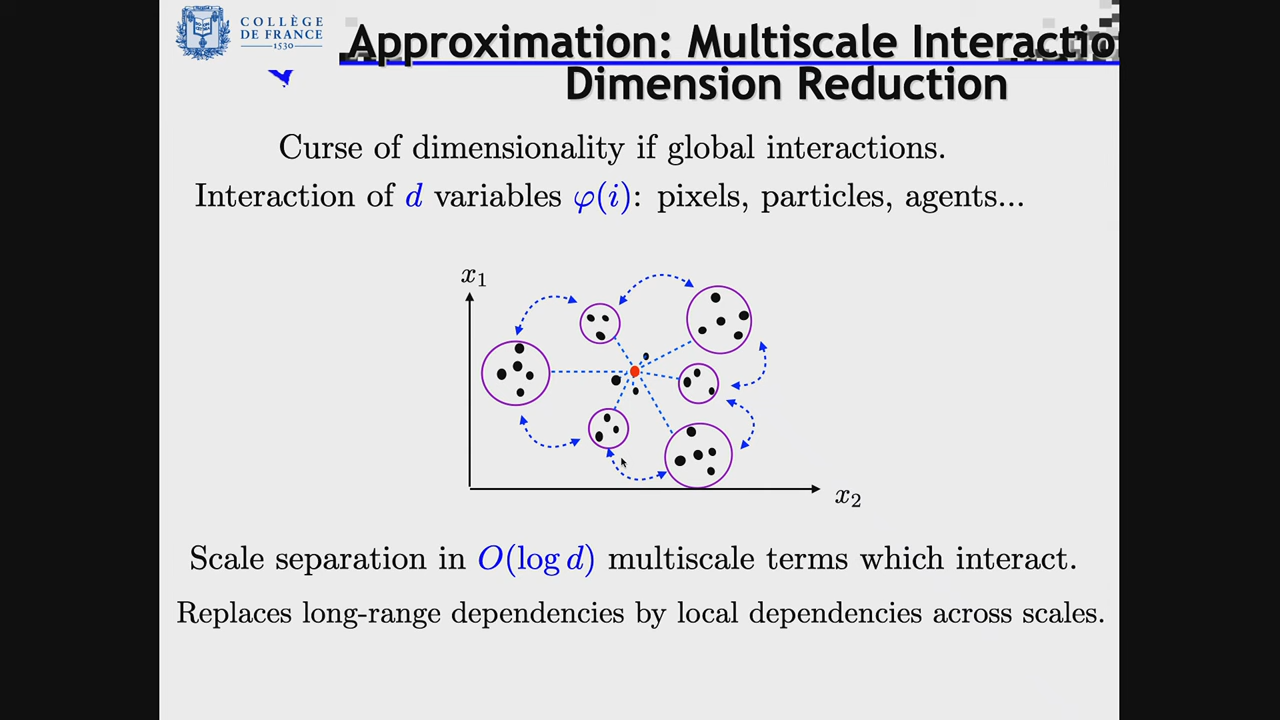 COLLÈGE
DE FRANCE
1530
Approximation: Multiscale Interactio
Dimension Reduction
Curse of dimensionality if global interactions.
Interaction of d variables φ(i): pixels, particles, agents...
x₁
x₂
Scale separation in O(log d) multiscale terms which interact.
Replaces long-range dependencies by local dependencies across scales.